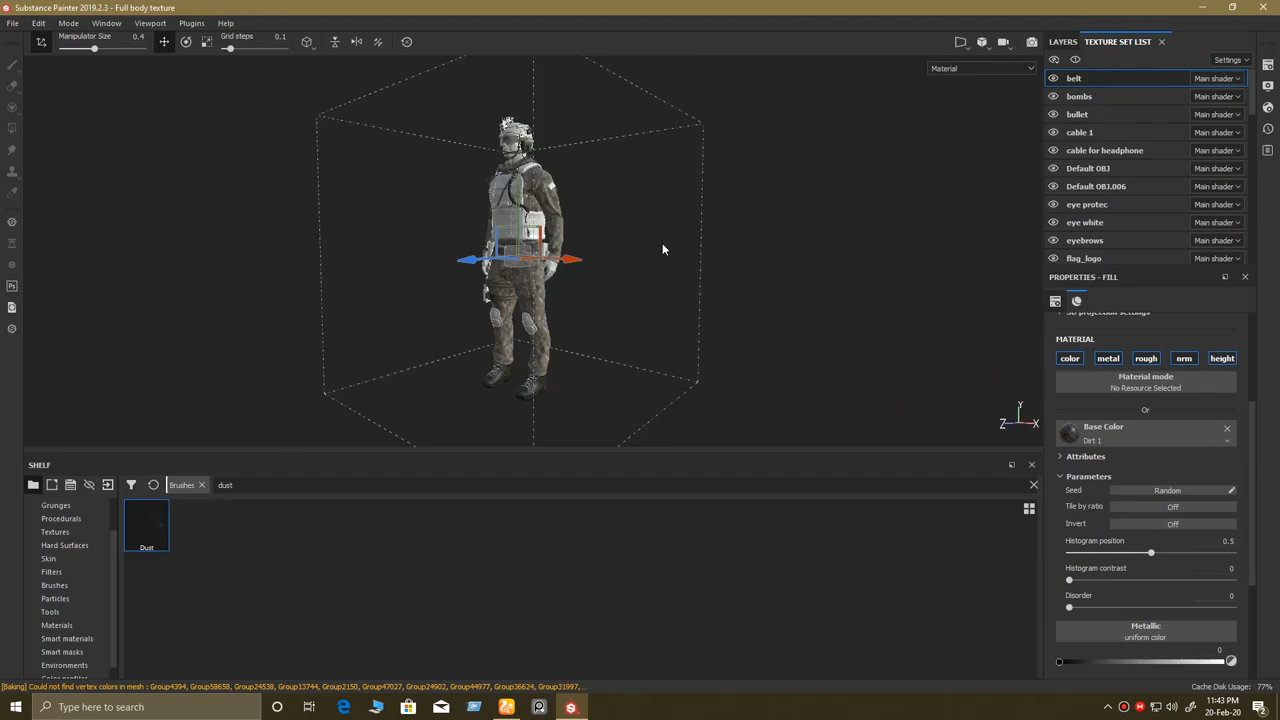 Substance Painter 2019.2.3 - Full body texture
File Edit Mode Window Viewport Plugins Help
Manipulator Size 0.4
Grid steps 0.1
Material
LAYERS TEXTURE SET LIST
Settings
belt Main shader
bombs Main shader
bullet Main shader
cable 1 Main shader
cable for headphone Main shader
Default OBJ Main shader
Default OBJ.006 Main shader
eye protec Main shader
eye white Main shader
eyebrows Main shader
flag_logo Main shader
PROPERTIES - FILL
3D projection settings
MATERIAL
color metal rough nrm height
Material mode
No Resource Selected
Or
Base Color
Dirt 1
Attributes
Parameters
Seed Random
Tile by ratio Off
Invert Off
Histogram position 0.5
Histogram contrast 0
Disorder 0
Metallic
uniform color
0
Y
Z X
Ps
SHELF
Brushes dust
Grunges
Procedurals
Textures
Hard Surfaces
Skin
Filters
Brushes
Particles
Tools
Materials
Smart materials
Smart masks
Environments
Color profiles
Dust
[Baking] Could not find vertex colors in mesh : Group4394, Group58658, Group24538, Group13744, Group2150, Group47027, Group24902, Group44977, Group36624, Group31997,...
Cache Disk Usage: 77%
Type here to search
11:43 PM
20-Feb-20